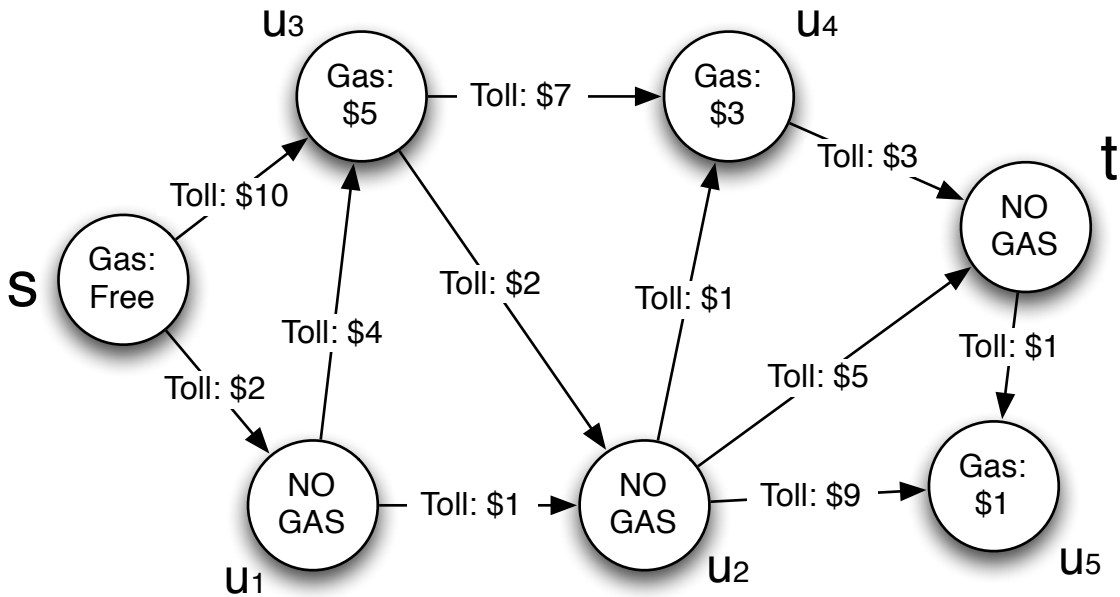 u3
u4
Gas:
$5
Toll: $7
Gas:
$3
Toll: $3
t
Toll: $10
NO
GAS
s
Gas:
Free
Toll: $2
Toll: $1
Toll: $4
Toll: $1
Toll: $2
Toll: $5
NO
GAS
Toll: $1
NO
GAS
Toll: $9
Gas:
$1
u1
u2
u5